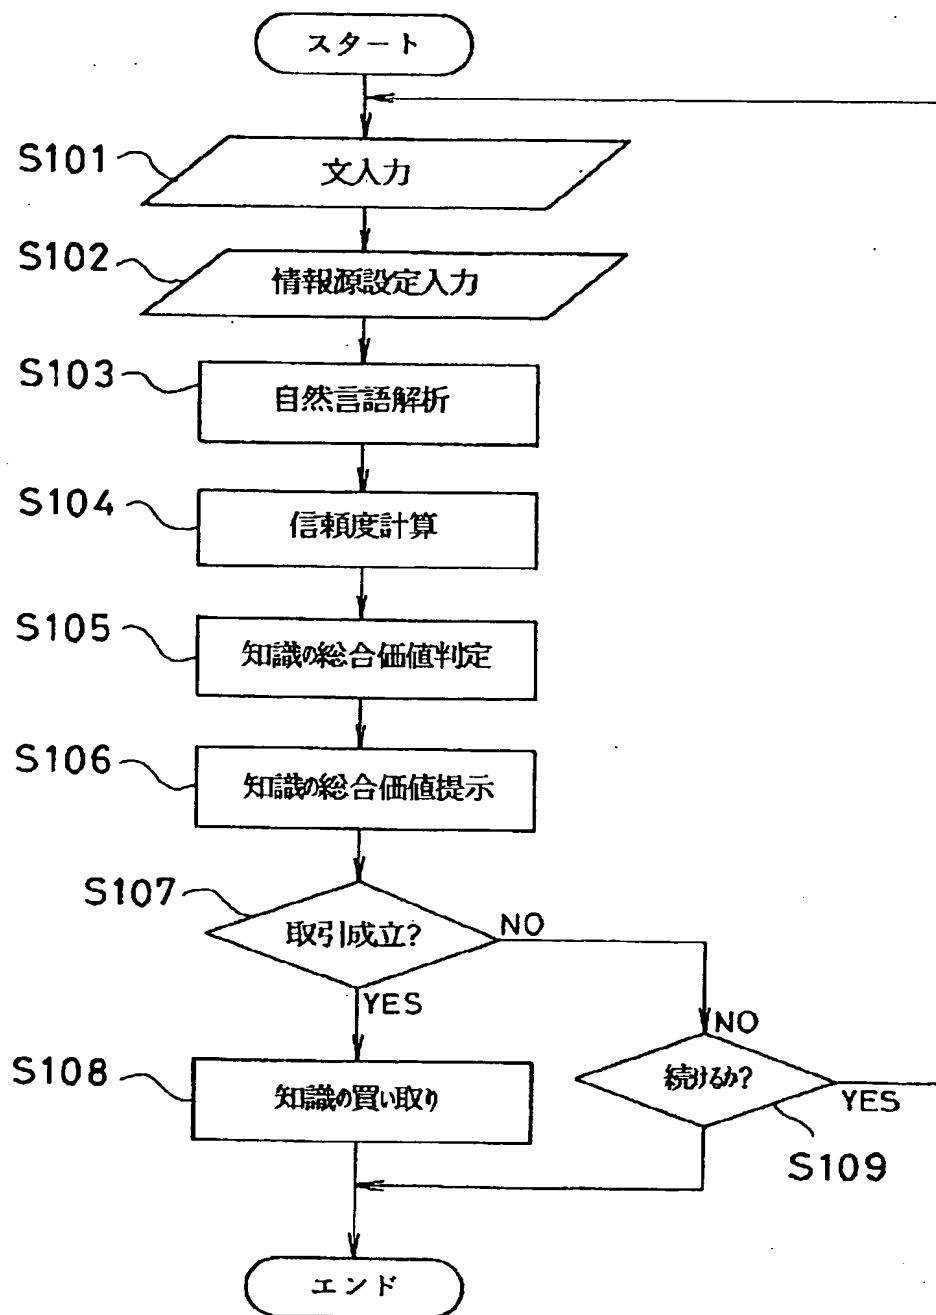 スタート
S101
文入力
S102
情報源設定入力
S103
自然言語解析
S104
信頼度計算
S105
知識の総合価値判定
S106
知識の総合価値提示
S107
取引成立?
NO
YES
NO
S108
知識の買い取り
続けるか?
YES
S109
エンド